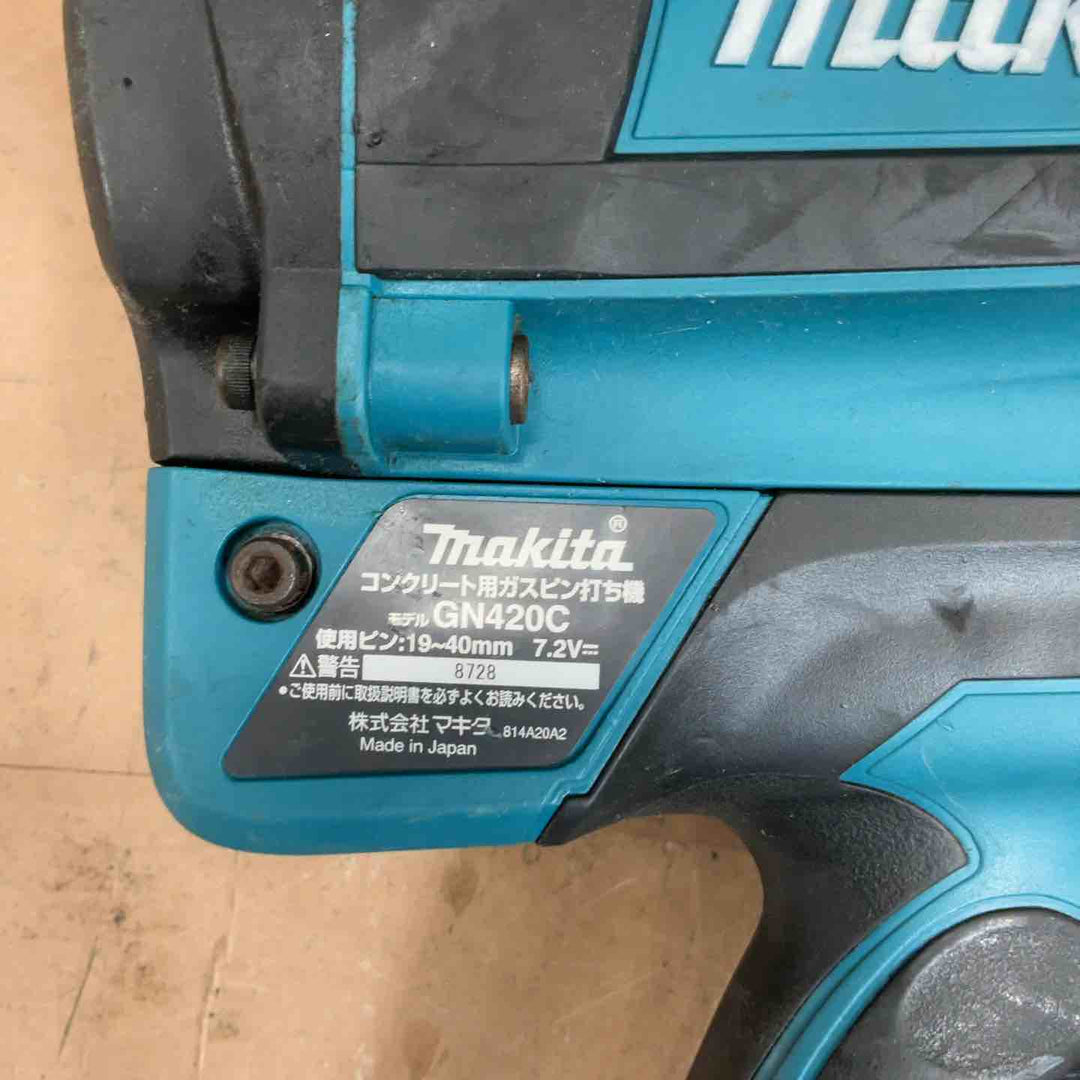 makita®
コンクリート用ガスピン打ち機
モデル GN420C
使用ピン:19~40mm 7.2V⎓
⚠警告 8728
•ご使用前に取扱説明書を必ずよくお読みください。
株式会社 マキタ 814A20A2
Made in Japan